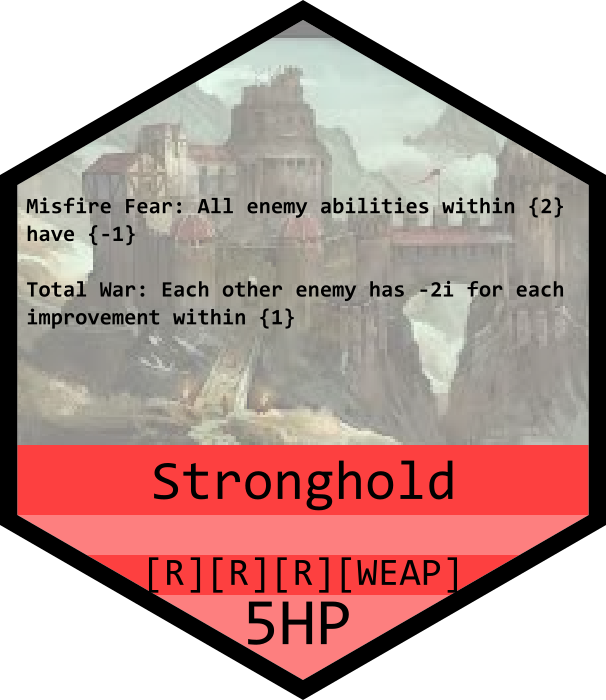 Misfire Fear: All enemy abilities within {2}
have {-1}
Total War: Each other enemy has -2i for each
improvement within {1}
Stronghold
[R][R][R][WEAP]
5HP